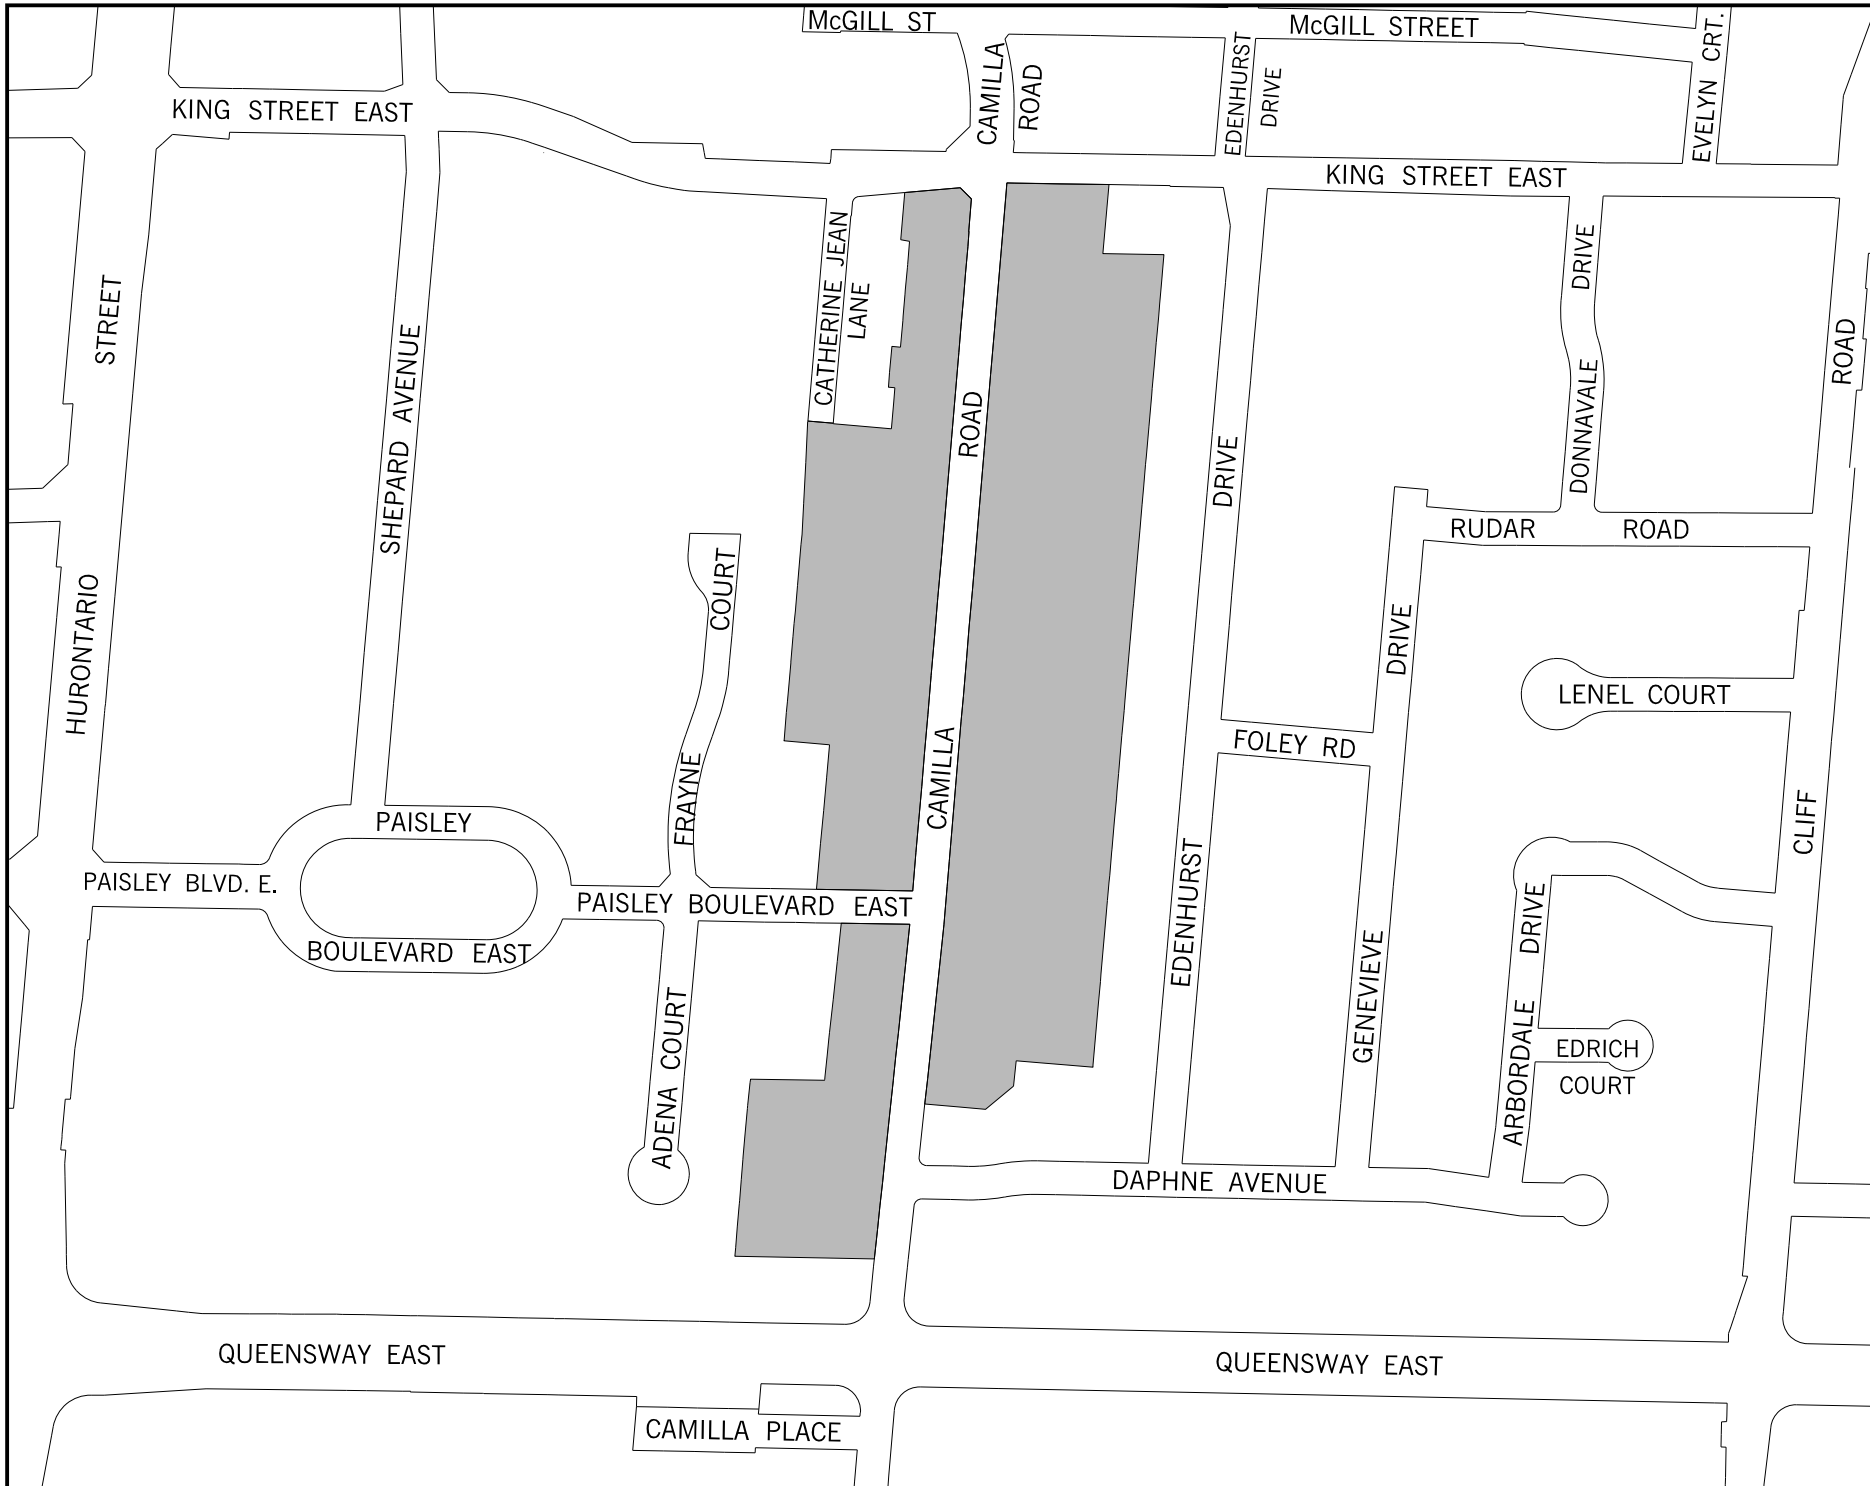 McGILL ST
McGILL STREET
CAMILLA
ROAD
EDENHURST
DRIVE
EVELYN CRT.
KING STREET EAST
KING STREET EAST
STREET
HURONTARIO
SHEPARD AVENUE
CATHERINE JEAN
LANE
ROAD
CAMILLA
DRIVE
EDENHURST
DRIVE
DONNAVALE
ROAD
CLIFF
RUDAR ROAD
COURT
FRAYNE
DRIVE
GENEVIEVE
LENEL COURT
FOLEY RD
PAISLEY
PAISLEY BLVD. E.
PAISLEY BOULEVARD EAST
BOULEVARD EAST
ADENA COURT
DRIVE
ARBORDALE
EDRICH
COURT
DAPHNE AVENUE
QUEENSWAY EAST
QUEENSWAY EAST
CAMILLA PLACE